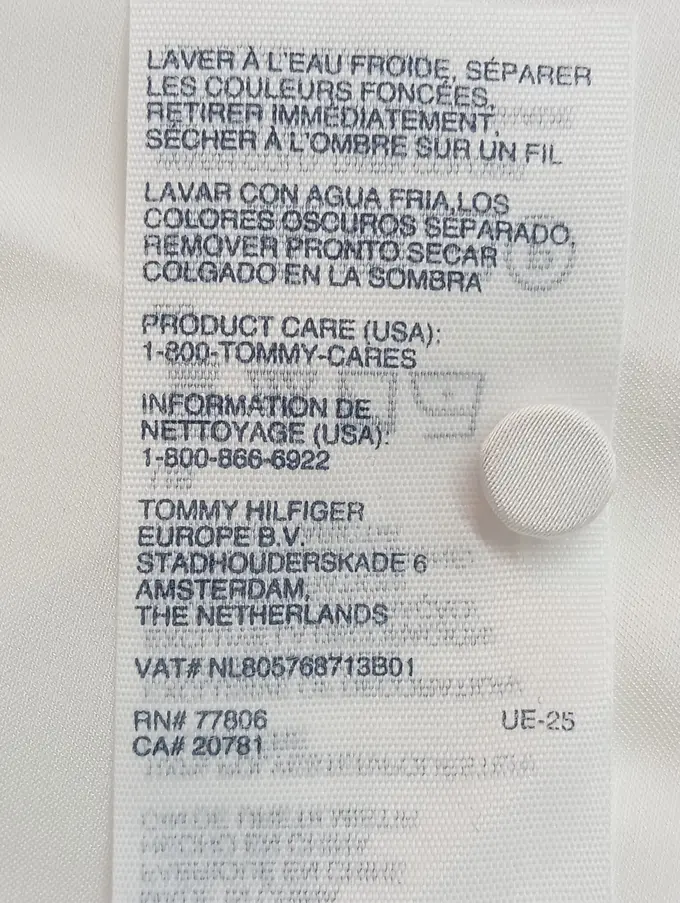 LAVER À L'EAU FROIDE, SÉPARER
LES COULEURS FONCÉES,
RETIRER IMMÉDIATEMENT,
SÉCHER À L'OMBRE SUR UN FIL
LAVAR CON AGUA FRIA,LOS
COLORES OSCUROS SEPARADO,
REMOVER PRONTO SECAR
COLGADO EN LA SOMBRA
PRODUCT CARE (USA):
1-800-TOMMY-CARES
INFORMATION DE
NETTOYAGE (USA):
1-800-866-6922
TOMMY HILFIGER
EUROPE B.V.
STADHOUDERSKADE 6
AMSTERDAM,
THE NETHERLANDS
VAT# NL805768713B01
RN# 77806 UE-25
CA# 20781